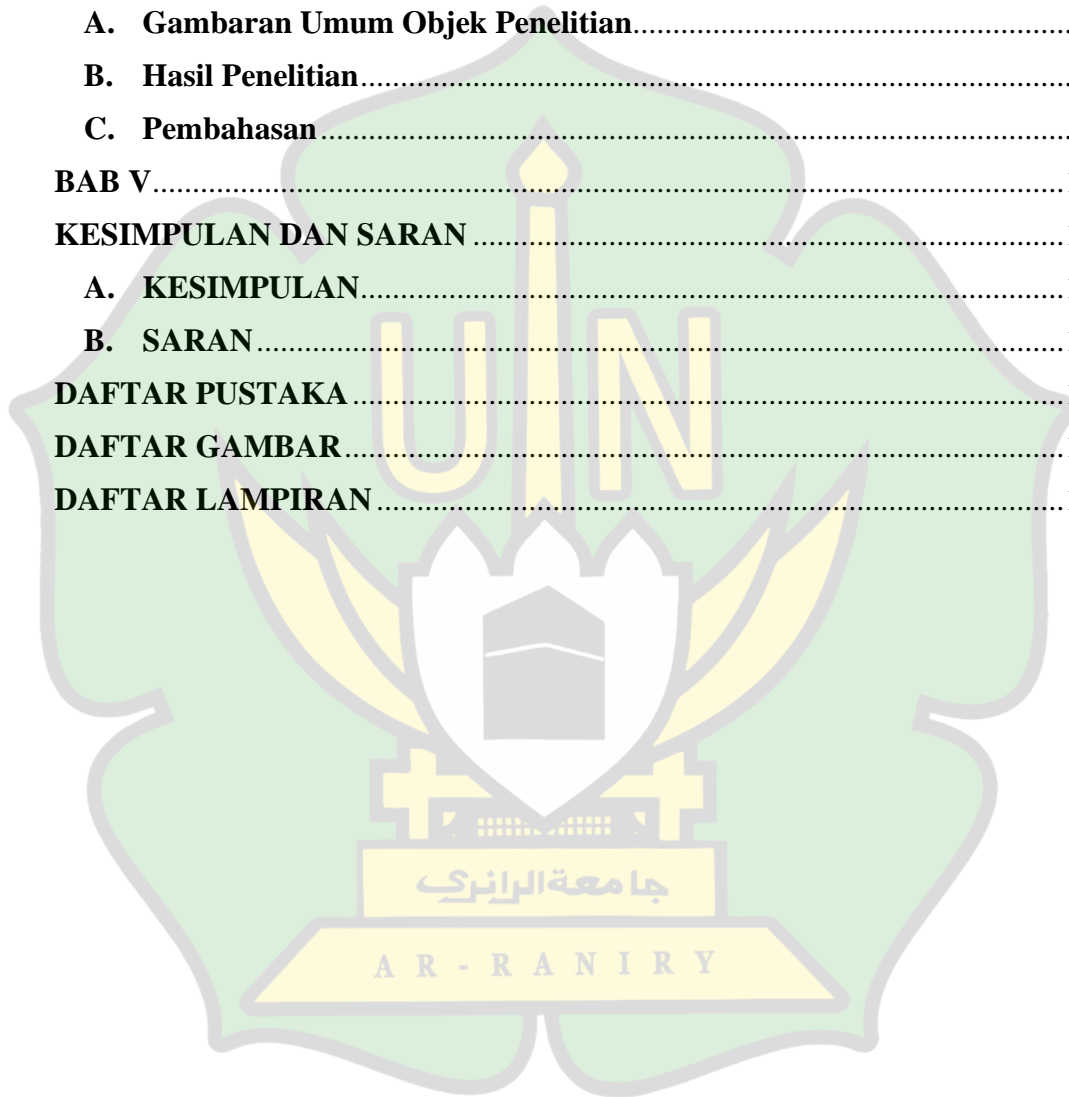 A. Gambaran Umum Objek Penelitian
B. Hasil Penelitian
C. Pembahasan
BAB V
KESIMPULAN DAN SARAN
A. KESIMPULAN
B. SARAN
DAFTAR PUSTAKA
DAFTAR GAMBAR
DAFTAR LAMPIRAN
UIN
جامعة الرانري
AR-RANIRY